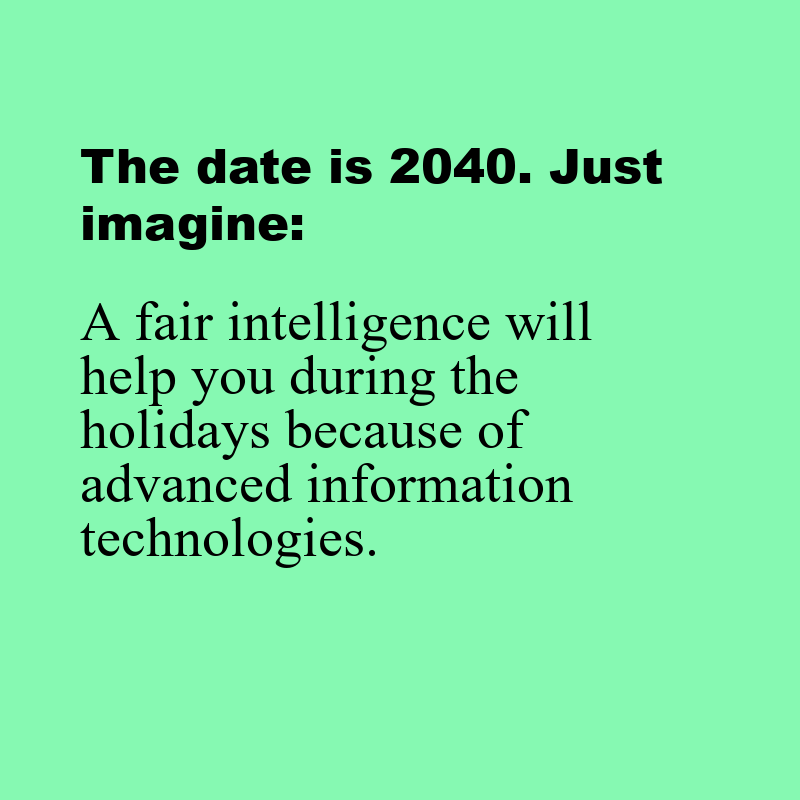 The date is 2040. Just
imagine:
A fair intelligence will
help you during the
holidays because of
advanced information
technologies.